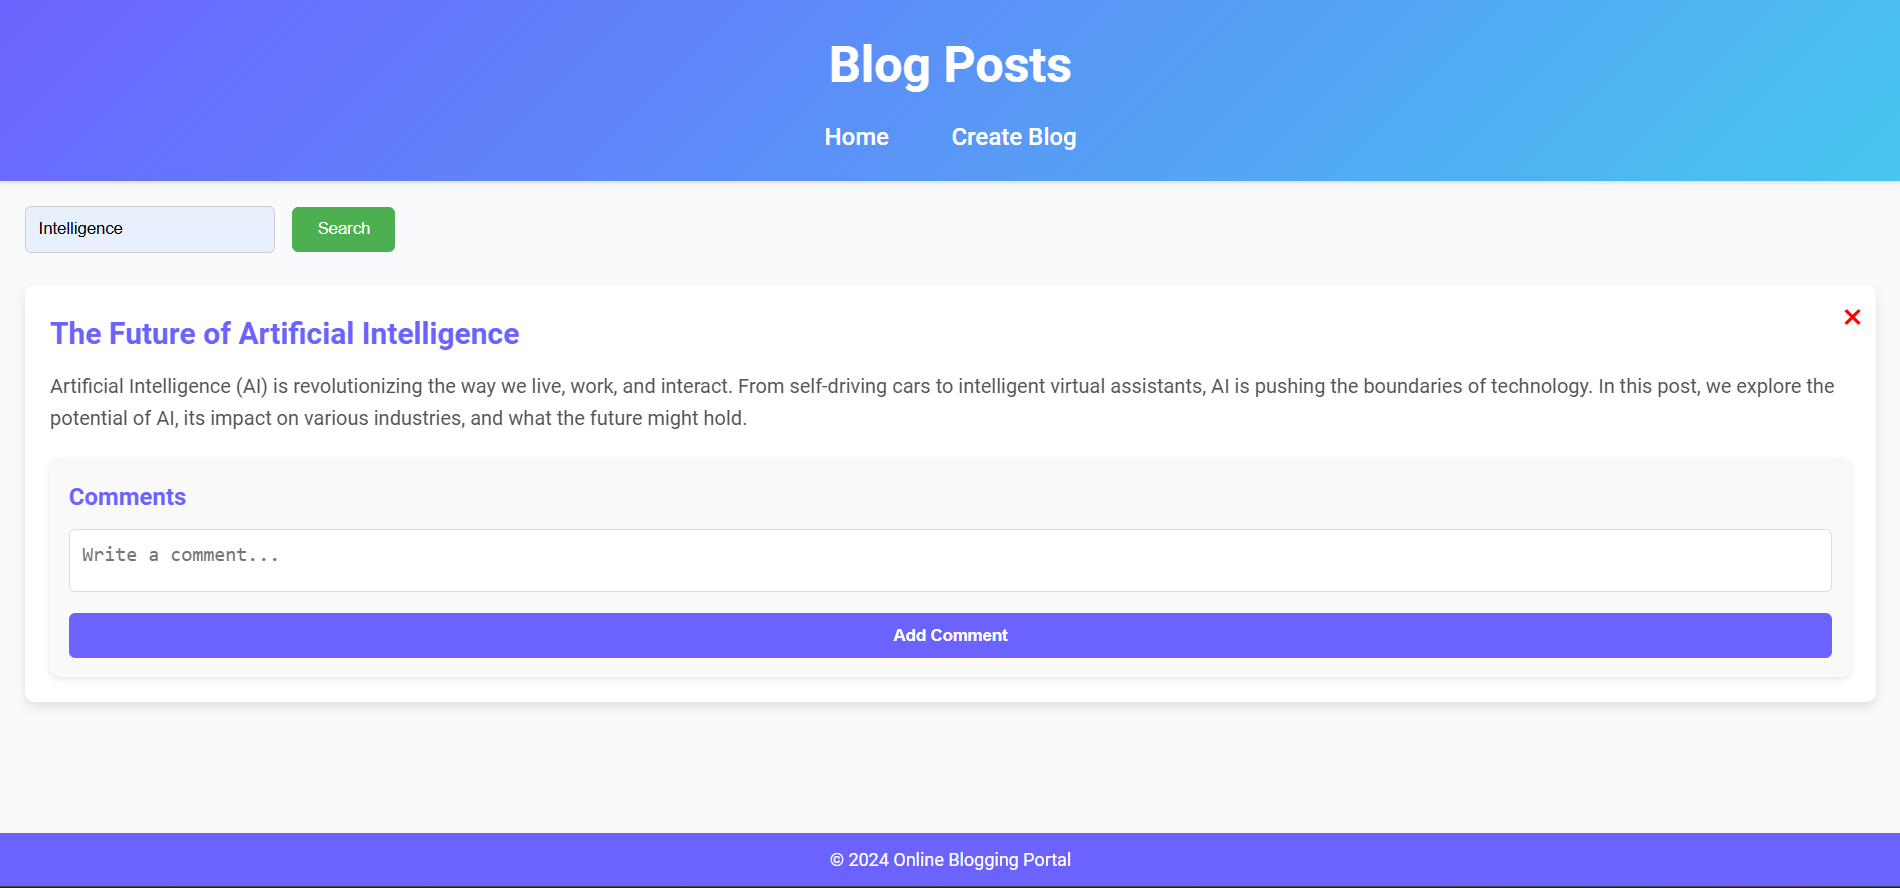 Blog Posts
Home Create Blog
Intelligence Search
The Future of Artificial Intelligence
Artificial Intelligence (AI) is revolutionizing the way we live, work, and interact. From self-driving cars to intelligent virtual assistants, AI is pushing the boundaries of technology. In this post, we explore the
potential of AI, its impact on various industries, and what the future might hold.
Comments
Write a comment...
Add Comment
© 2024 Online Blogging Portal